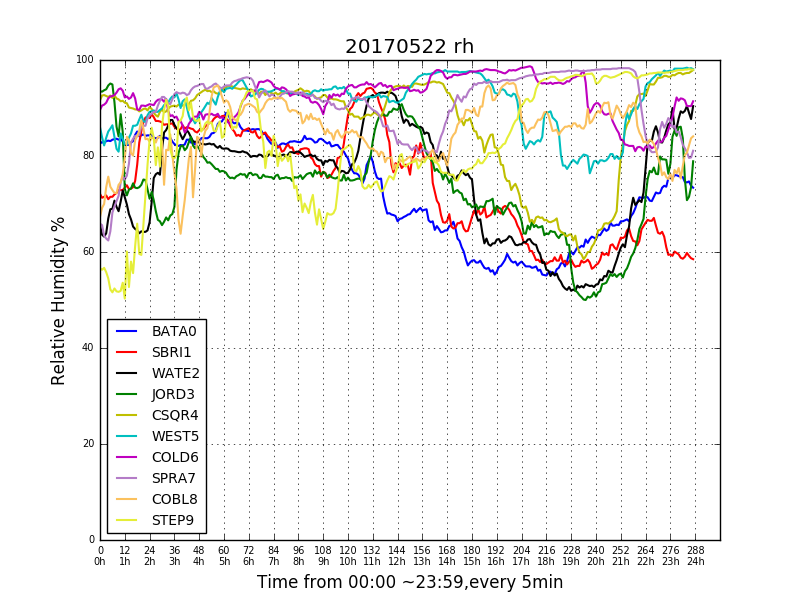 20170522 rh
100
80
60
40
20
0
Relative Humidity %
BATA0
SBRI1
WATE2
JORD3
CSQR4
WEST5
COLD6
SPRA7
COBL8
STEP9
0 12 24 36 48 60 72 84 96 108 120 132 144 156 168 180 192 204 216 228 240 252 264 276 288
0h 1h 2h 3h 4h 5h 6h 7h 8h 9h 10h 11h 12h 13h 14h 15h 16h 17h 18h 19h 20h 21h 22h 23h 24h
Time from 00:00 ~23:59,every 5min